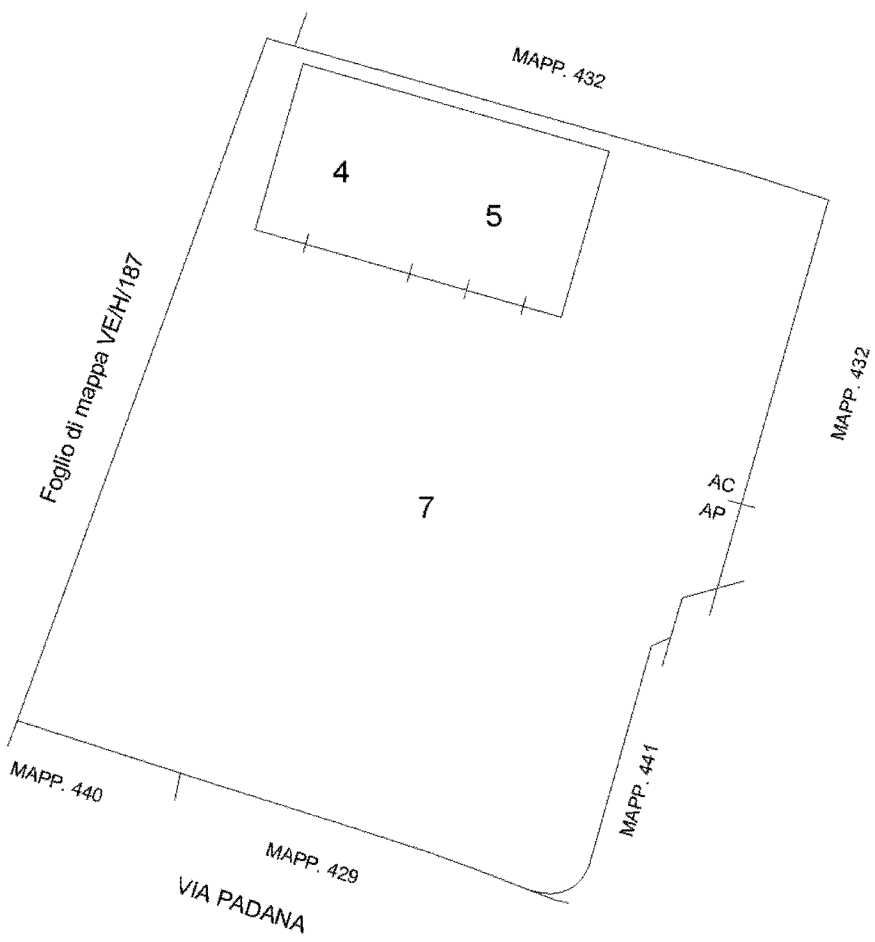 MAPP. 432
4
5
Foglio di mappa VE/H/187
MAPP. 432
AC
AP
7
MAPP. 441
MAPP. 440
MAPP. 429
VIA PADANA